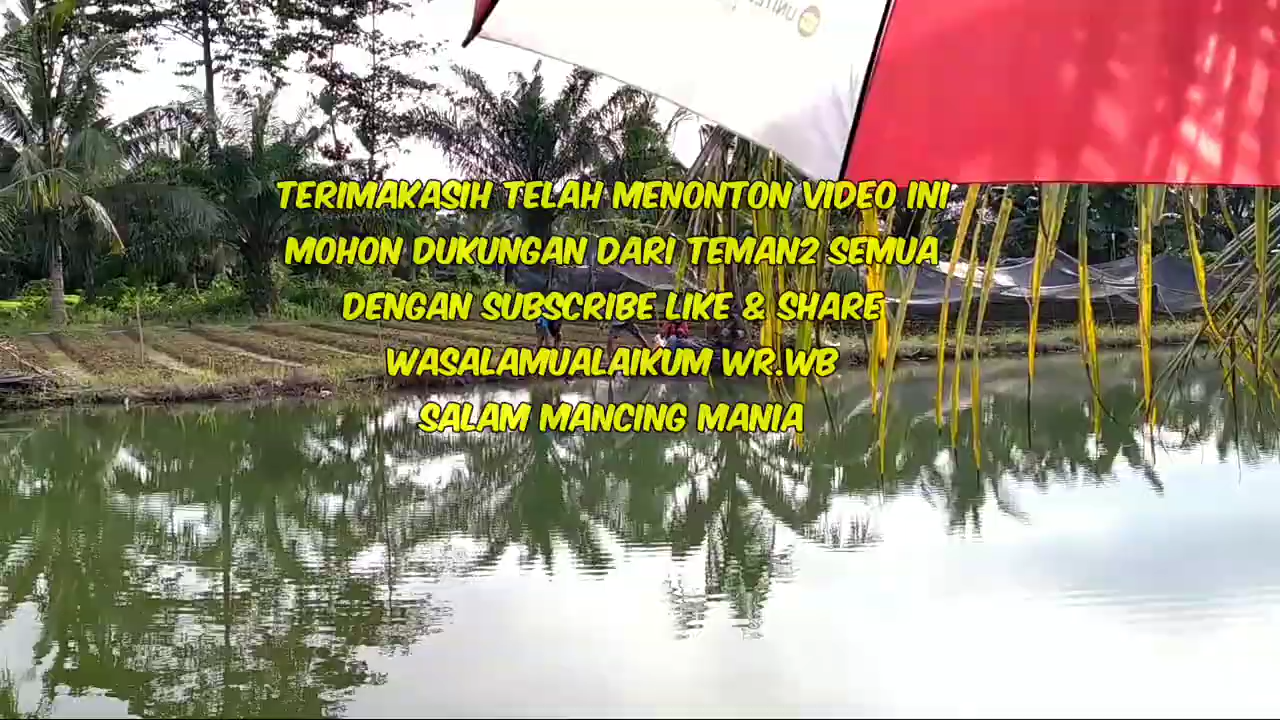 TERIMAKASIH TELAH MENONTON VIDEO INI
MOHON DUKUNGAN DARI TEMAN2 SEMUA
DENGAN SUBSCRIBE LIKE & SHARE
WASALAMUALAIKUM WR.WB
SALAM MANCING MANIA